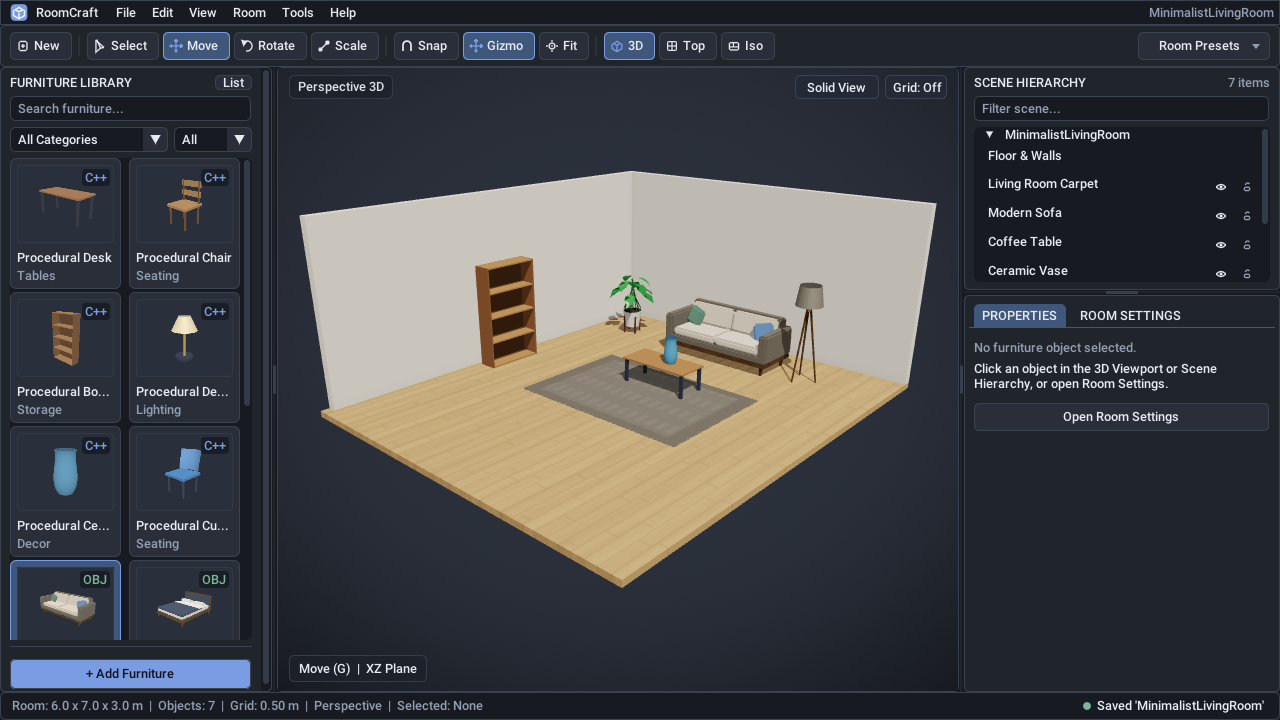 RoomCraft File Edit View Room Tools Help MinimalistLivingRoom
New Select Move Rotate Scale Snap Gizmo Fit 3D Top Iso Room Presets
FURNITURE LIBRARY List
Search furniture...
All Categories All
C++ C++
Procedural Desk Procedural Chair
Tables Seating
C++ C++
Procedural Bo... Procedural De...
Storage Lighting
C++ C++
Procedural Ce... Procedural Cu...
Decor Seating
OBJ OBJ
+ Add Furniture
Perspective 3D Solid View Grid: Off
Move (G) | XZ Plane
SCENE HIERARCHY 7 items
Filter scene...
MinimalistLivingRoom
Floor & Walls
Living Room Carpet
Modern Sofa
Coffee Table
Ceramic Vase
PROPERTIES ROOM SETTINGS
No furniture object selected.
Click an object in the 3D Viewport or Scene
Hierarchy, or open Room Settings.
Open Room Settings
Room: 6.0 x 7.0 x 3.0 m | Objects: 7 | Grid: 0.50 m | Perspective | Selected: None
Saved 'MinimalistLivingRoom'